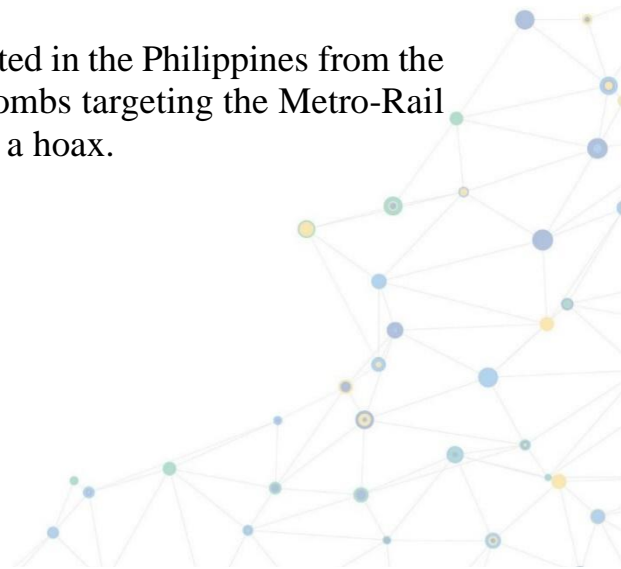 ted in the Philippines from the
ombs targeting the Metro-Rail
a hoax.